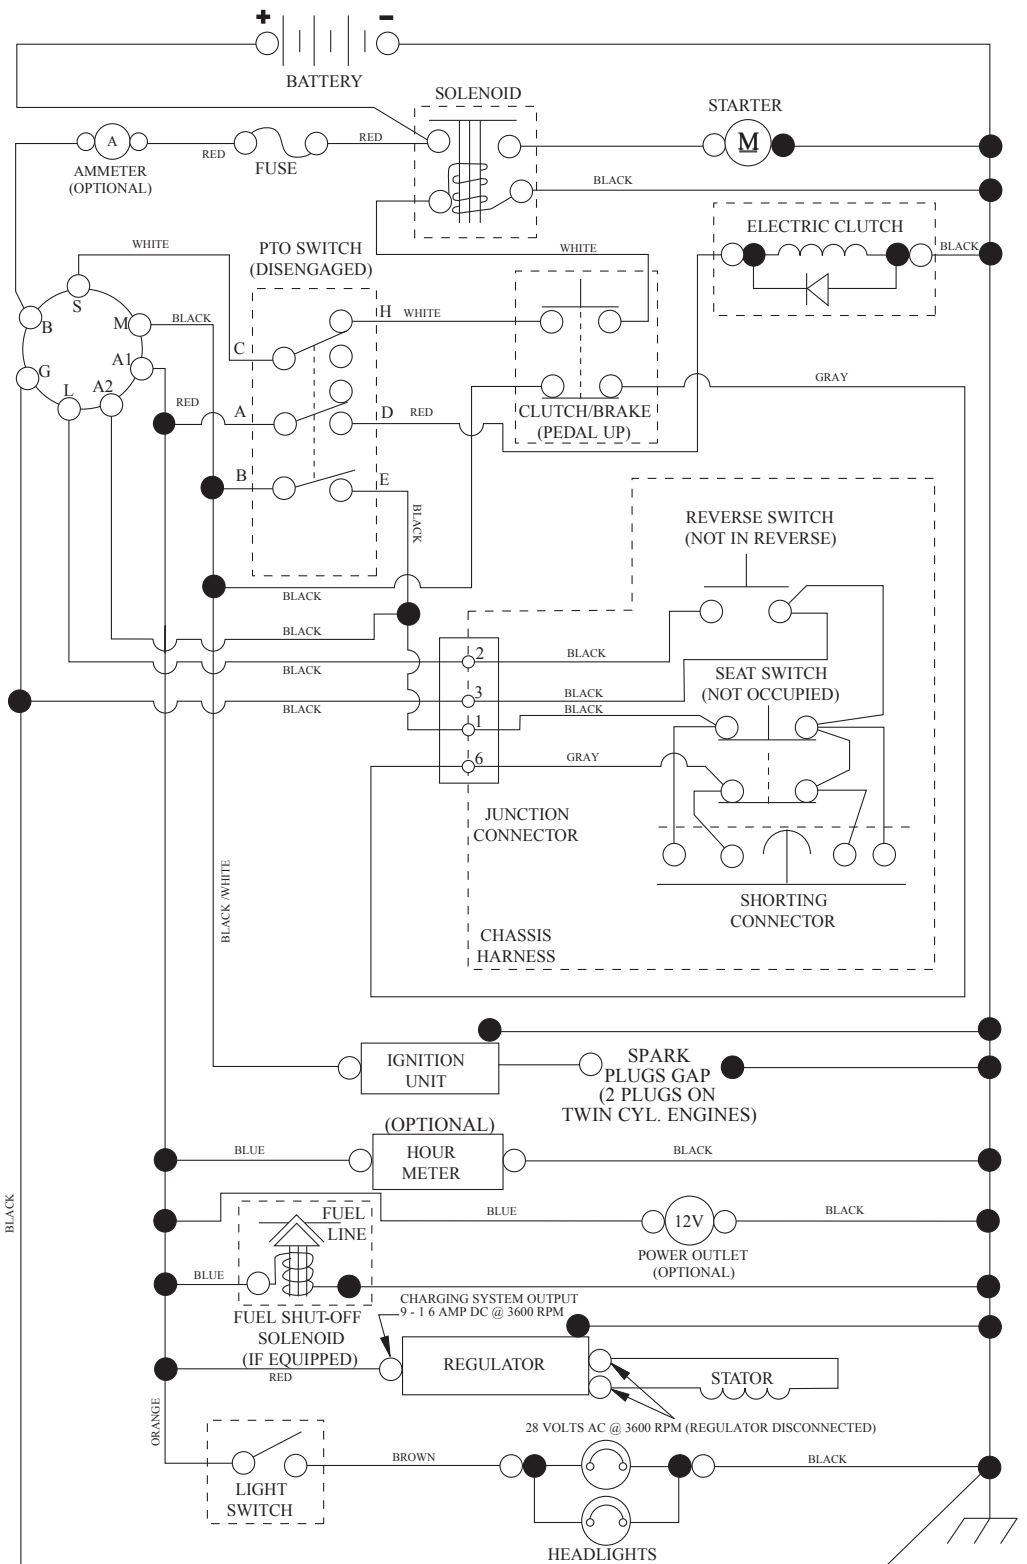 + -
BATTERY
SOLENOID
STARTER
M
A
AMMETER
(OPTIONAL)
RED
FUSE
RED
BLACK
ELECTRIC CLUTCH
BLACK
WHITE
PTO SWITCH
(DISENGAGED)
WHITE
S
B
M
BLACK
H
WHITE
C
G
A1
L
A2
RED
A
D
RED
GRAY
CLUTCH/BRAKE
(PEDAL UP)
B
E
BLACK
REVERSE SWITCH
(NOT IN REVERSE)
BLACK
BLACK
2
BLACK
BLACK
SEAT SWITCH
(NOT OCCUPIED)
3
BLACK
BLACK
BLACK
1
6
GRAY
JUNCTION
CONNECTOR
BLACK /WHITE
SHORTING
CONNECTOR
CHASSIS
HARNESS
IGNITION
UNIT
SPARK
PLUGS GAP
(2 PLUGS ON
TWIN CYL. ENGINES)
(OPTIONAL)
HOUR
METER
BLUE
BLACK
BLACK
FUEL
LINE
BLUE
12V
BLACK
POWER OUTLET
(OPTIONAL)
BLUE
FUEL SHUT-OFF
SOLENOID
(IF EQUIPPED)
CHARGING SYSTEM OUTPUT
9 - 1 6 AMP DC @ 3600 RPM
RED
REGULATOR
STATOR
28 VOLTS AC @ 3600 RPM (REGULATOR DISCONNECTED)
ORANGE
LIGHT
SWITCH
BROWN
BLACK
HEADLIGHTS